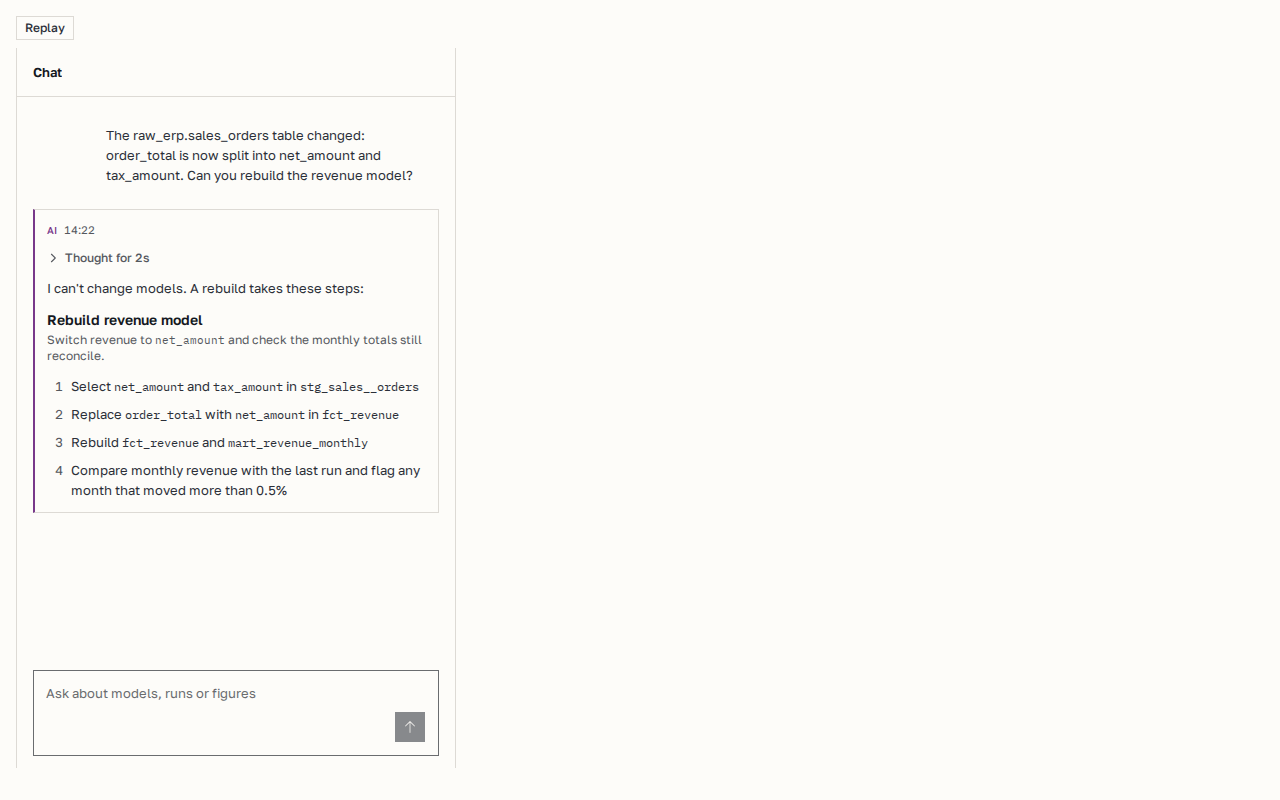 Replay
Chat
The raw_erp.sales_orders table changed:
order_total is now split into net_amount and
tax_amount. Can you rebuild the revenue model?
AI 14:22
Thought for 2s
I can't change models. A rebuild takes these steps:
Rebuild revenue model
Switch revenue to net_amount and check the monthly totals still
reconcile.
1 Select net_amount and tax_amount in stg_sales__orders
2 Replace order_total with net_amount in fct_revenue
3 Rebuild fct_revenue and mart_revenue_monthly
4 Compare monthly revenue with the last run and flag any
month that moved more than 0.5%
Ask about models, runs or figures